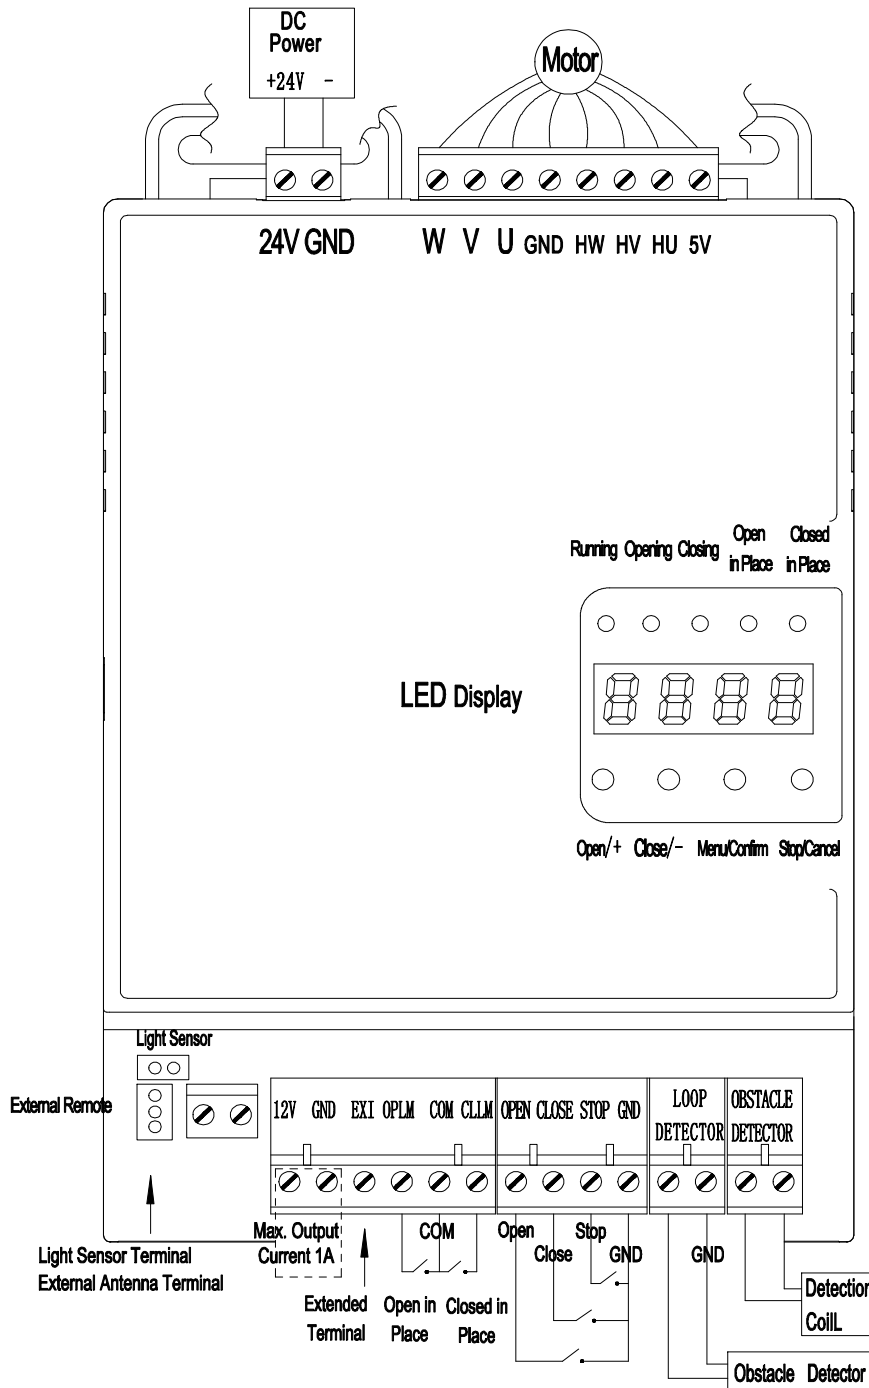 DC
Power
+24V -
Motor
24V GND
W V U GND HW HV HU 5V
Running Opening Closing Open in Place Closed in Place
LED Display
8888
Open/+ Close/- Menu/Confirm Stop/Cancel
Light Sensor
External Remote
12V GND EXI OPLM COM CLLM
OPEN CLOSE STOP GND
LOOP
DETECTOR
OBSTACLE
DETECTOR
Max. Output
Current 1A
COM
Open
Close
Stop
GND
GND
Light Sensor Terminal
External Antenna Terminal
Extended
Terminal
Open in
Place
Closed in
Place
Detection
CoilL
Obstacle Detector